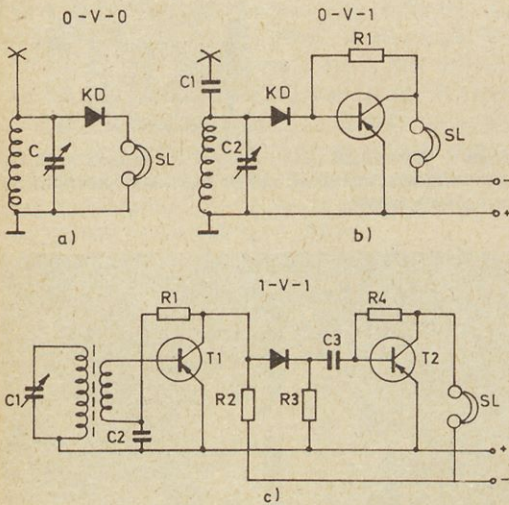 0-V-0
0-V-1
KD
C
SL
a)
C1
R1
KD
C2
SL
-
+
b)
1-V-1
R1
R4
C3
T1
T2
C1
R2
R3
SL
C2
+
-
c)